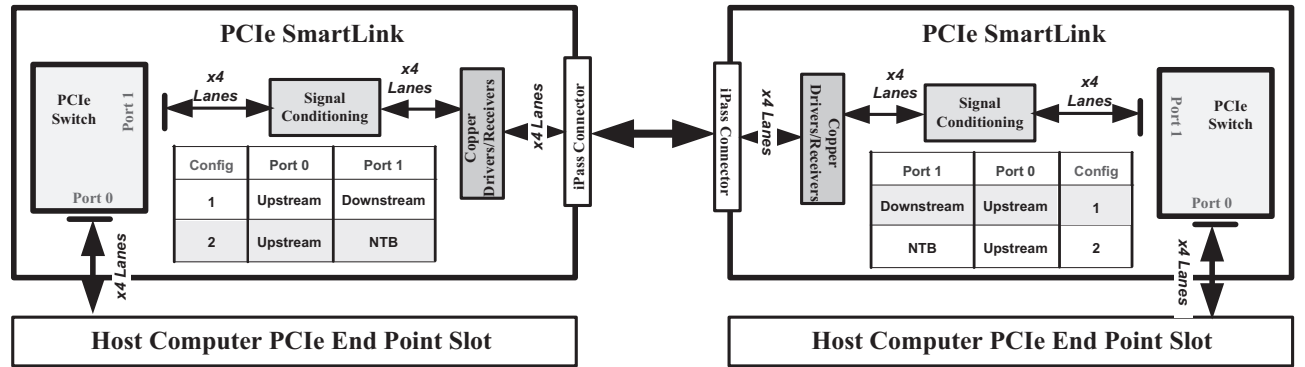 PCIe SmartLink
x4
Lanes
x4
Lanes
PCIe
Switch
Port 1
Port 0
Signal
Conditioning
Copper
Drivers/Receivers
x4 Lanes
iPass Connector
Config Port 0 Port 1
1 Upstream Downstream
2 Upstream NTB
x4 Lanes
Host Computer PCIe End Point Slot
PCIe SmartLink
iPass Connector
x4 Lanes
Copper
Drivers/Receivers
x4
Lanes
Signal
Conditioning
x4
Lanes
Port 1
PCIe
Switch
Port 0
Port 1 Port 0 Config
Downstream Upstream 1
NTB Upstream 2
x4 Lanes
Host Computer PCIe End Point Slot